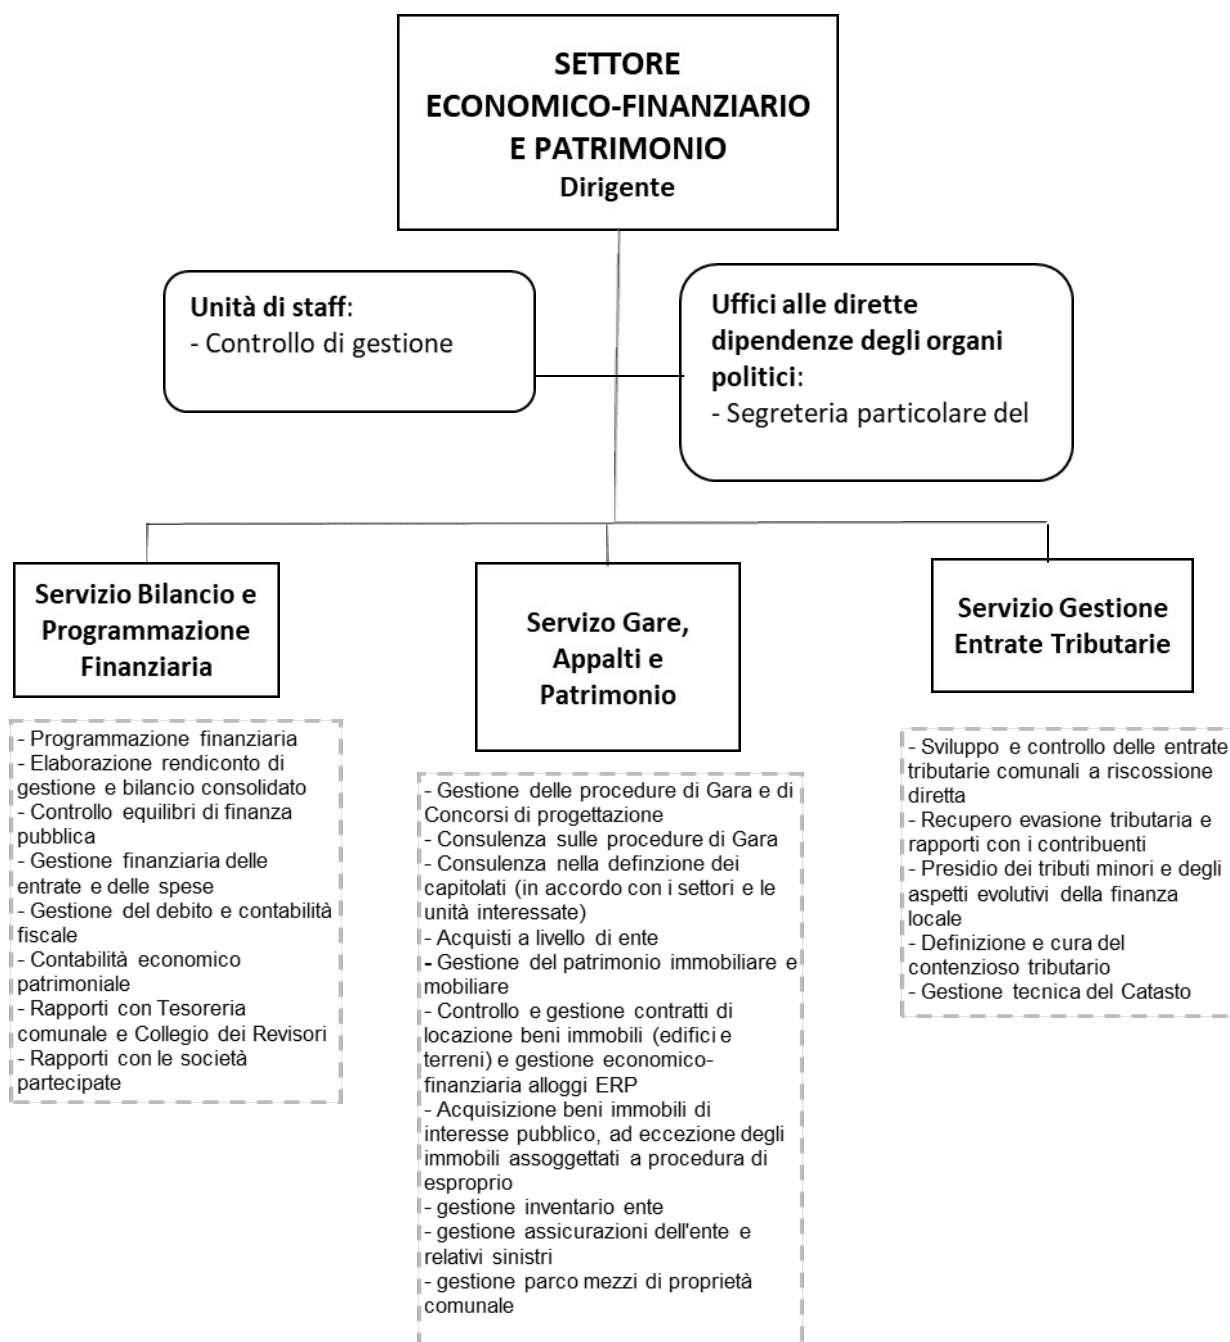 SETTORE
ECONOMICO-FINANZIARIO
E PATRIMONIO
Dirigente
Unità di staff:
- Controllo di gestione
Uffici alle dirette
dipendenze degli organi
politici:
- Segreteria particolare del
Servizio Bilancio e
Programmazione
Finanziaria
- Programmazione finanziaria
- Elaborazione rendiconto di
gestione e bilancio consolidato
- Controllo equilibri di finanza
pubblica
- Gestione finanziaria delle
entrate e delle spese
- Gestione del debito e contabilità
fiscale
- Contabilità economico
patrimoniale
- Rapporti con Tesoreria
comunale e Collegio dei Revisori
- Rapporti con le società
partecipate
Servizo Gare,
Appalti e
Patrimonio
- Gestione delle procedure di Gara e di
Concorsi di progettazione
- Consulenza sulle procedure di Gara
- Consulenza nella definzione dei
capitolati (in accordo con i settori e le
unità interessate)
- Acquisti a livello di ente
- Gestione del patrimonio immobiliare e
mobiliare
- Controllo e gestione contratti di
locazione beni immobili (edifici e
terreni) e gestione economico-
finanziaria alloggi ERP
- Acquisizione beni immobili di
interesse pubblico, ad eccezione degli
immobili assoggettati a procedura di
esproprio
- gestione inventario ente
- gestione assicurazioni dell'ente e
relativi sinistri
- gestione parco mezzi di proprietà
comunale
Servizio Gestione
Entrate Tributarie
- Sviluppo e controllo delle entrate
tributarie comunali a riscossione
diretta
- Recupero evasione tributaria e
rapporti con i contribuenti
- Presidio dei tributi minori e degli
aspetti evolutivi della finanza
locale
- Definizione e cura del
contenzioso tributario
- Gestione tecnica del Catasto